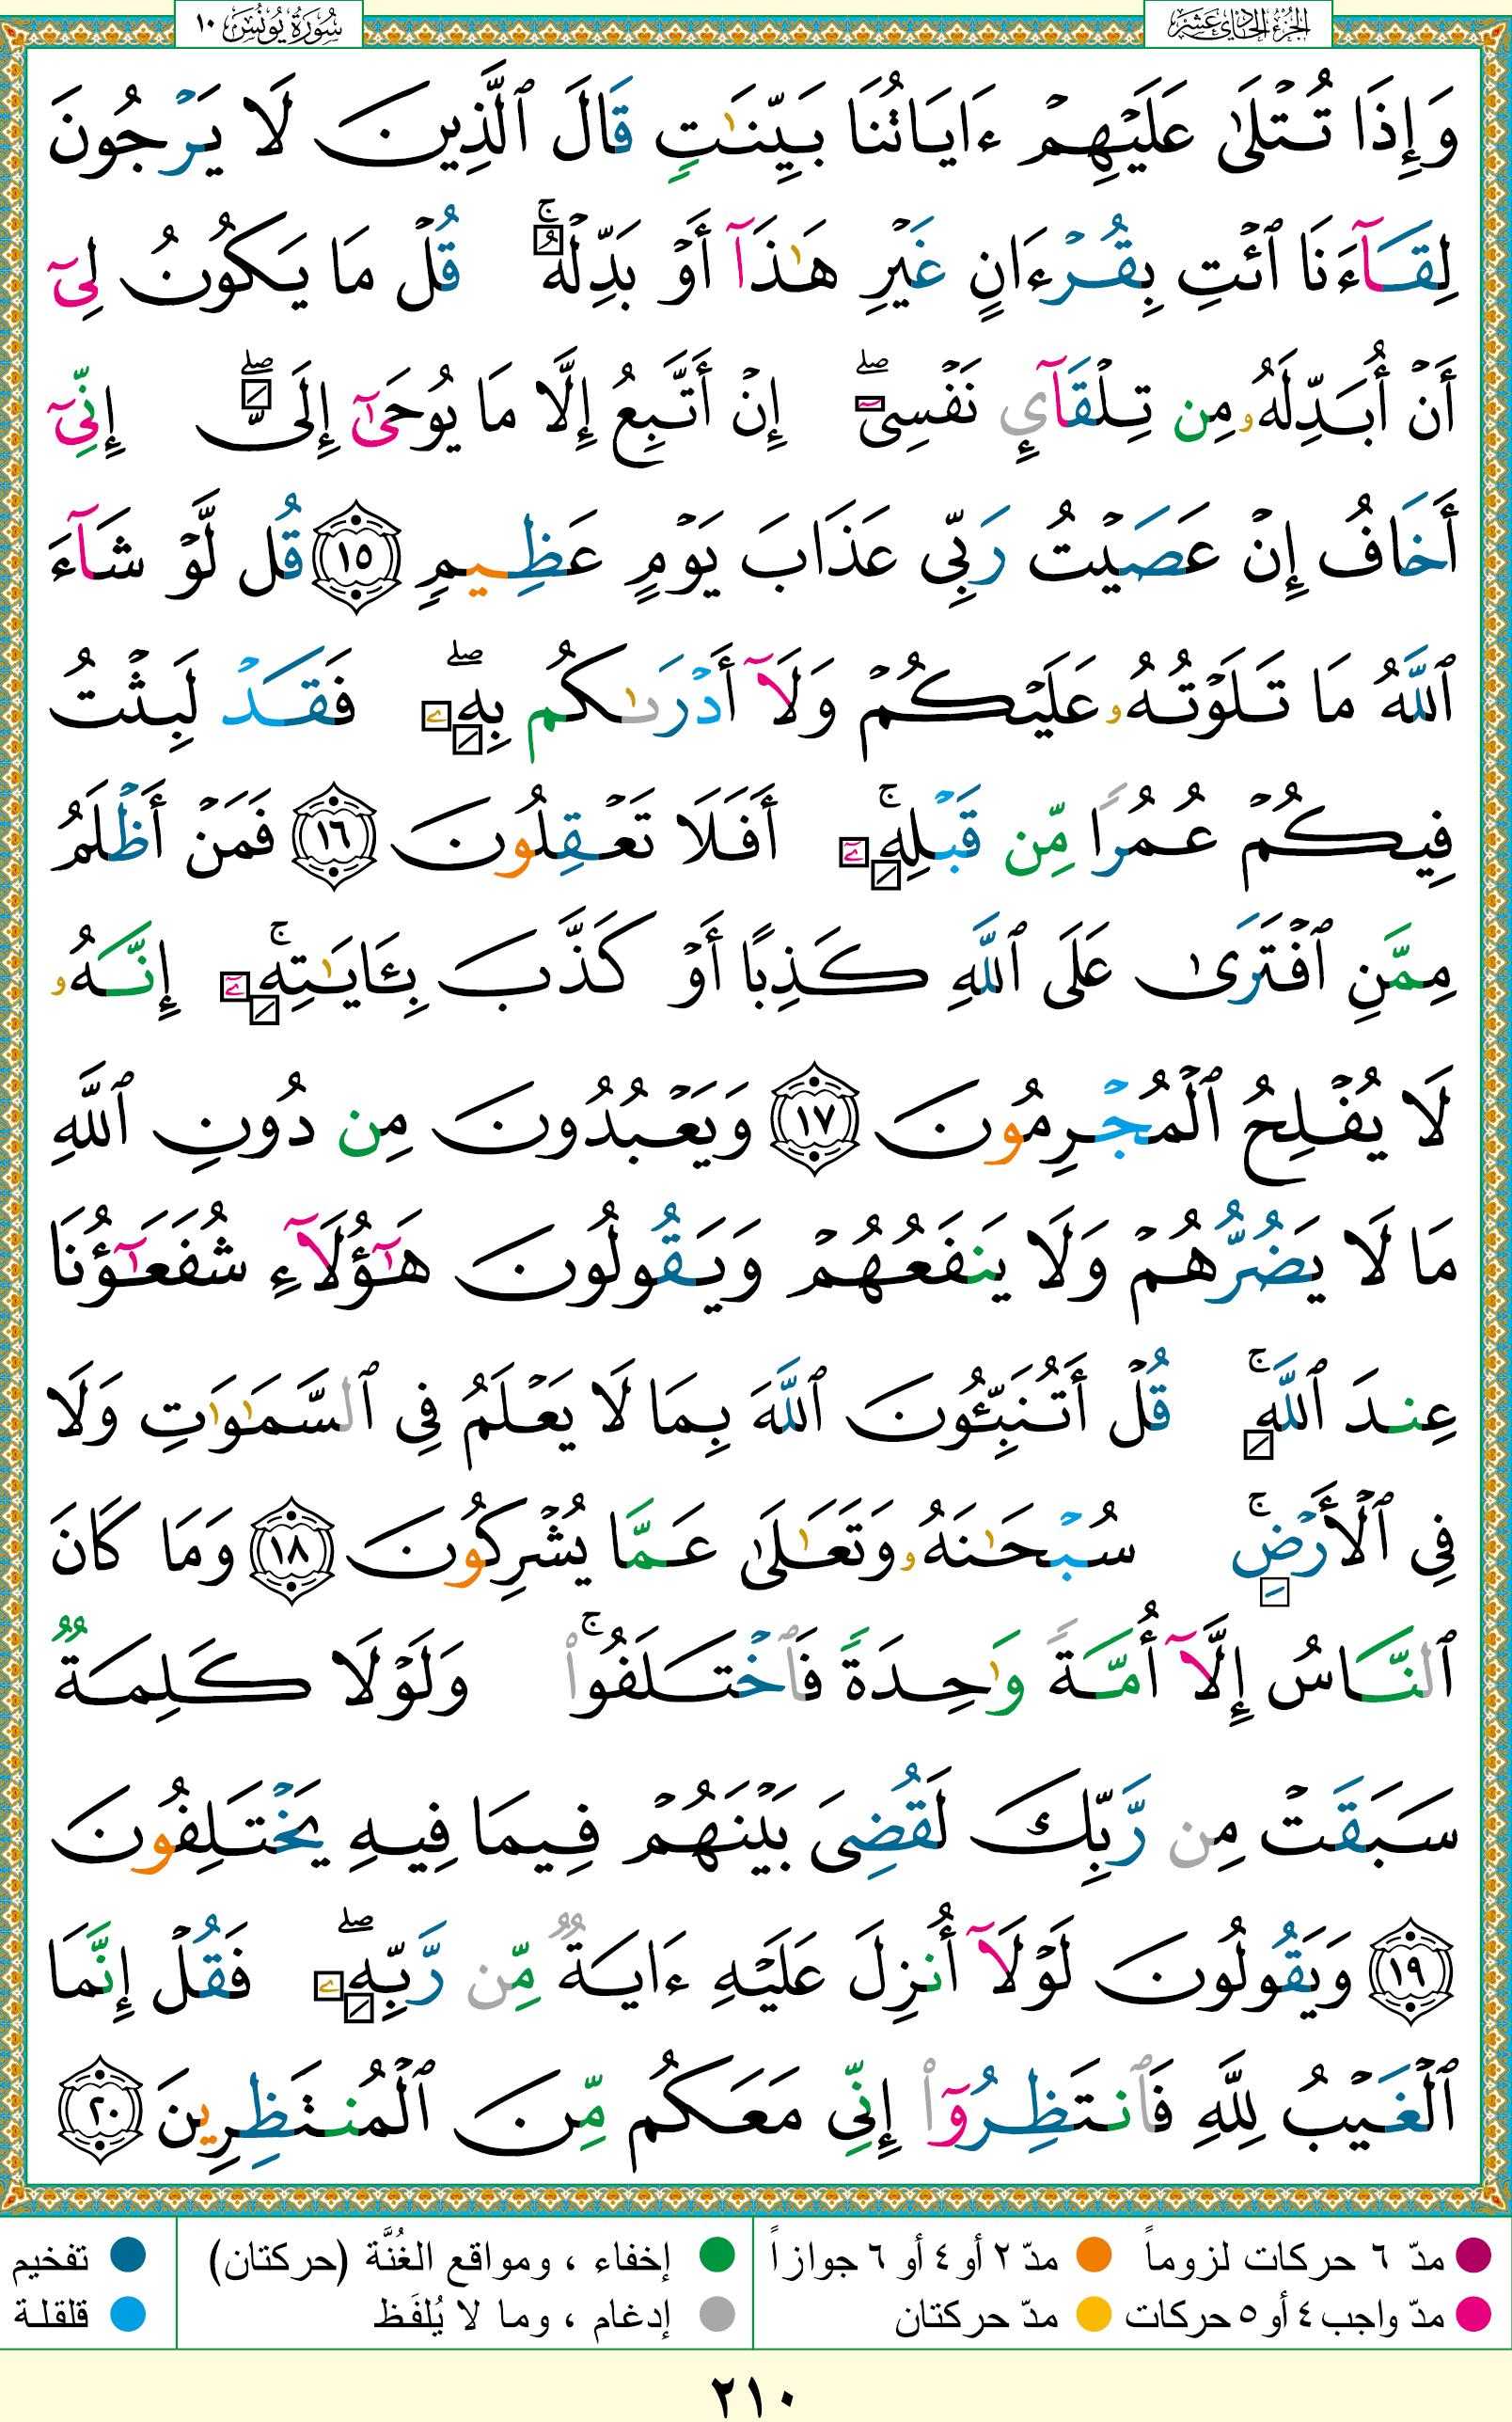 الجزء الحادي عشر
سُورَةُ يُونُسَ ١٠
وَإِذَا تُتْلَىٰ عَلَيْهِمْ ءَايَاتُنَا بَيِّنَٰتٍ قَالَ ٱلَّذِينَ لَا يَرْجُونَ
لِقَآءَنَا ٱئْتِ بِقُرْءَانٍ غَيْرِ هَٰذَآ أَوْ بَدِّلْهُ ۚ قُلْ مَا يَكُونُ لِىٓ
أَنْ أُبَدِّلَهُۥ مِن تِلْقَآئِ نَفْسِىٓ ۖ إِنْ أَتَّبِعُ إِلَّا مَا يُوحَىٰٓ إِلَىَّ ۖ إِنِّىٓ
أَخَافُ إِنْ عَصَيْتُ رَبِّى عَذَابَ يَوْمٍ عَظِيمٍ ١٥ قُل لَّوْ شَآءَ
ٱللَّهُ مَا تَلَوْتُهُۥ عَلَيْكُمْ وَلَآ أَدْرَىٰكُم بِهِۦ ۖ فَقَدْ لَبِثْتُ
فِيكُمْ عُمُرًا مِّن قَبْلِهِۦٓ ۚ أَفَلَا تَعْقِلُونَ ١٦ فَمَنْ أَظْلَمُ
مِمَّنِ ٱفْتَرَىٰ عَلَى ٱللَّهِ كَذِبًا أَوْ كَذَّبَ بِـَٔايَٰتِهِۦٓ ۚ إِنَّهُۥ
لَا يُفْلِحُ ٱلْمُجْرِمُونَ ١٧ وَيَعْبُدُونَ مِن دُونِ ٱللَّهِ
مَا لَا يَضُرُّهُمْ وَلَا يَنفَعُهُمْ وَيَقُولُونَ هَٰٓؤُلَآءِ شُفَعَٰٓؤُنَا
عِندَ ٱللَّهِ ۚ قُلْ أَتُنَبِّـُٔونَ ٱللَّهَ بِمَا لَا يَعْلَمُ فِى ٱلسَّمَٰوَٰتِ وَلَا
فِى ٱلْأَرْضِ ۚ سُبْحَٰنَهُۥ وَتَعَٰلَىٰ عَمَّا يُشْرِكُونَ ١٨ وَمَا كَانَ
ٱلنَّاسُ إِلَّآ أُمَّةً وَٰحِدَةً فَٱخْتَلَفُوا۟ ۚ وَلَوْلَا كَلِمَةٌ
سَبَقَتْ مِن رَّبِّكَ لَقُضِىَ بَيْنَهُمْ فِيمَا فِيهِ يَخْتَلِفُونَ
١٩ وَيَقُولُونَ لَوْلَآ أُنزِلَ عَلَيْهِ ءَايَةٌ مِّن رَّبِّهِۦ ۖ فَقُلْ إِنَّمَا
ٱلْغَيْبُ لِلَّهِ فَٱنتَظِرُوٓا۟ إِنِّى مَعَكُم مِّنَ ٱلْمُنتَظِرِينَ ٢٠
مدّ ٦ حركات لزوماً مدّ ٢ أو ٤ أو ٦ جوازاً إخفاء ، ومواقع الغُنَّة (حركتان) تفخيم
مدّ واجب ٤ أو ٥ حركات مدّ حركتان إدغام ، وما لا يُلفَظ قلقلة
٢١٠